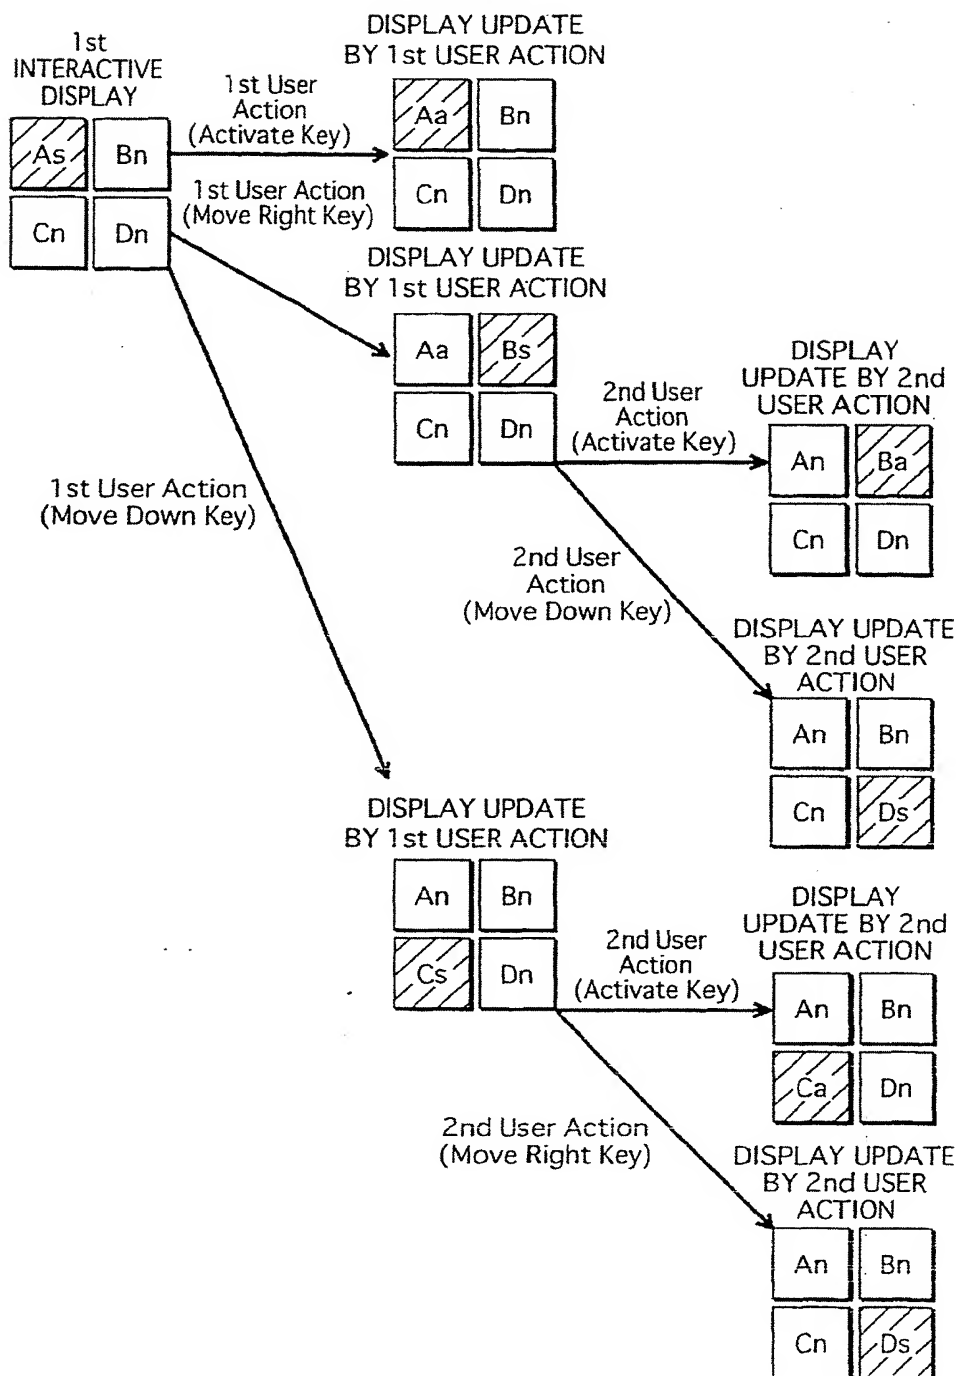 1st
INTERACTIVE
DISPLAY
As Bn
Cn Dn
1st User
Action
(Activate Key)
1st User Action
(Move Right Key)
DISPLAY UPDATE
BY 1st USER ACTION
Aa Bn
Cn Dn
DISPLAY UPDATE
BY 1st USER ACTION
Aa Bs
Cn Dn
2nd User
Action
(Activate Key)
DISPLAY
UPDATE BY 2nd
USER ACTION
An Ba
Cn Dn
1st User Action
(Move Down Key)
2nd User
Action
(Move Down Key)
DISPLAY UPDATE
BY 2nd USER
ACTION
An Bn
Cn Ds
DISPLAY UPDATE
BY 1st USER ACTION
An Bn
Cs Dn
2nd User
Action
(Activate Key)
DISPLAY
UPDATE BY 2nd
USER ACTION
An Bn
Ca Dn
2nd User Action
(Move Right Key)
DISPLAY UPDATE
BY 2nd USER
ACTION
An Bn
Cn Ds